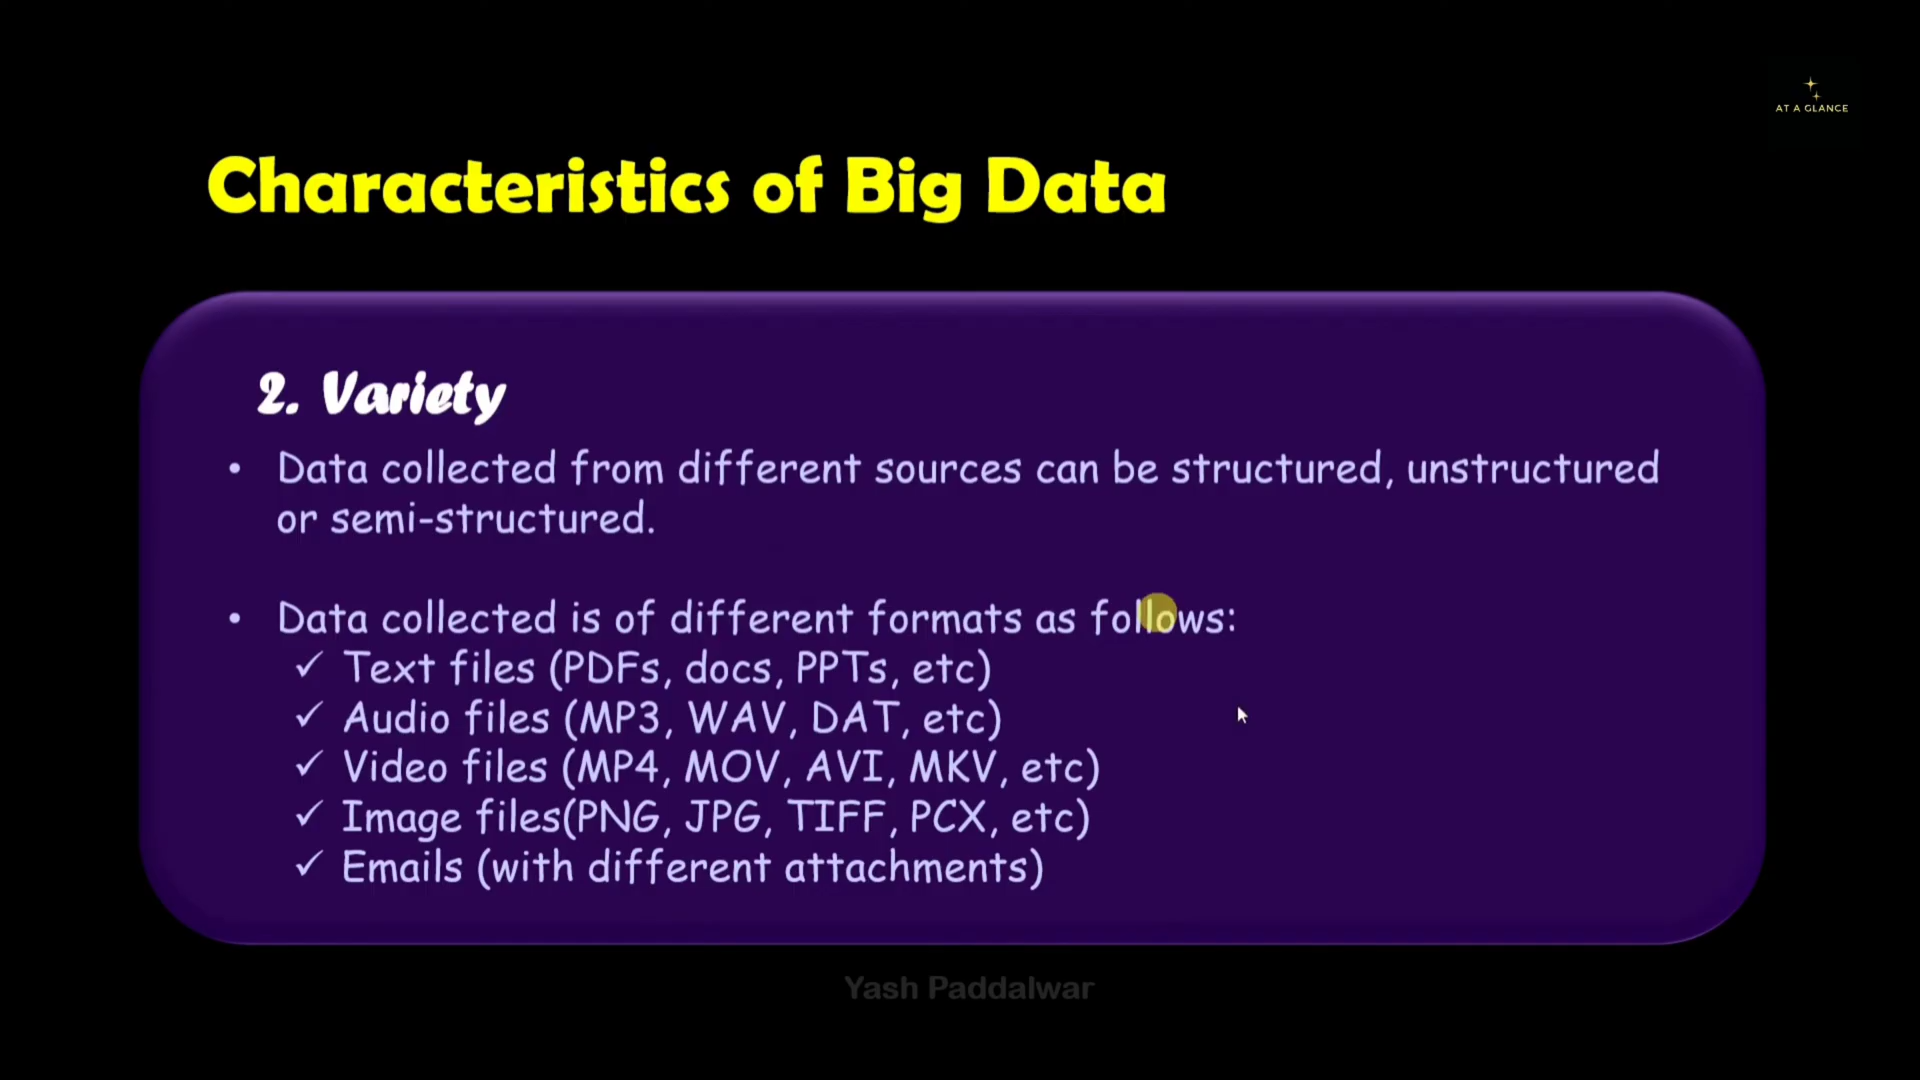 AT A GLANCE
Characteristics of Big Data
2. Variety
• Data collected from different sources can be structured, unstructured
or semi-structured.
• Data collected is of different formats as follows:
✓ Text files (PDFs, docs, PPTs, etc)
✓ Audio files (MP3, WAV, DAT, etc)
✓ Video files (MP4, MOV, AVI, MKV, etc)
✓ Image files(PNG, JPG, TIFF, PCX, etc)
✓ Emails (with different attachments)
Yash Paddalwar